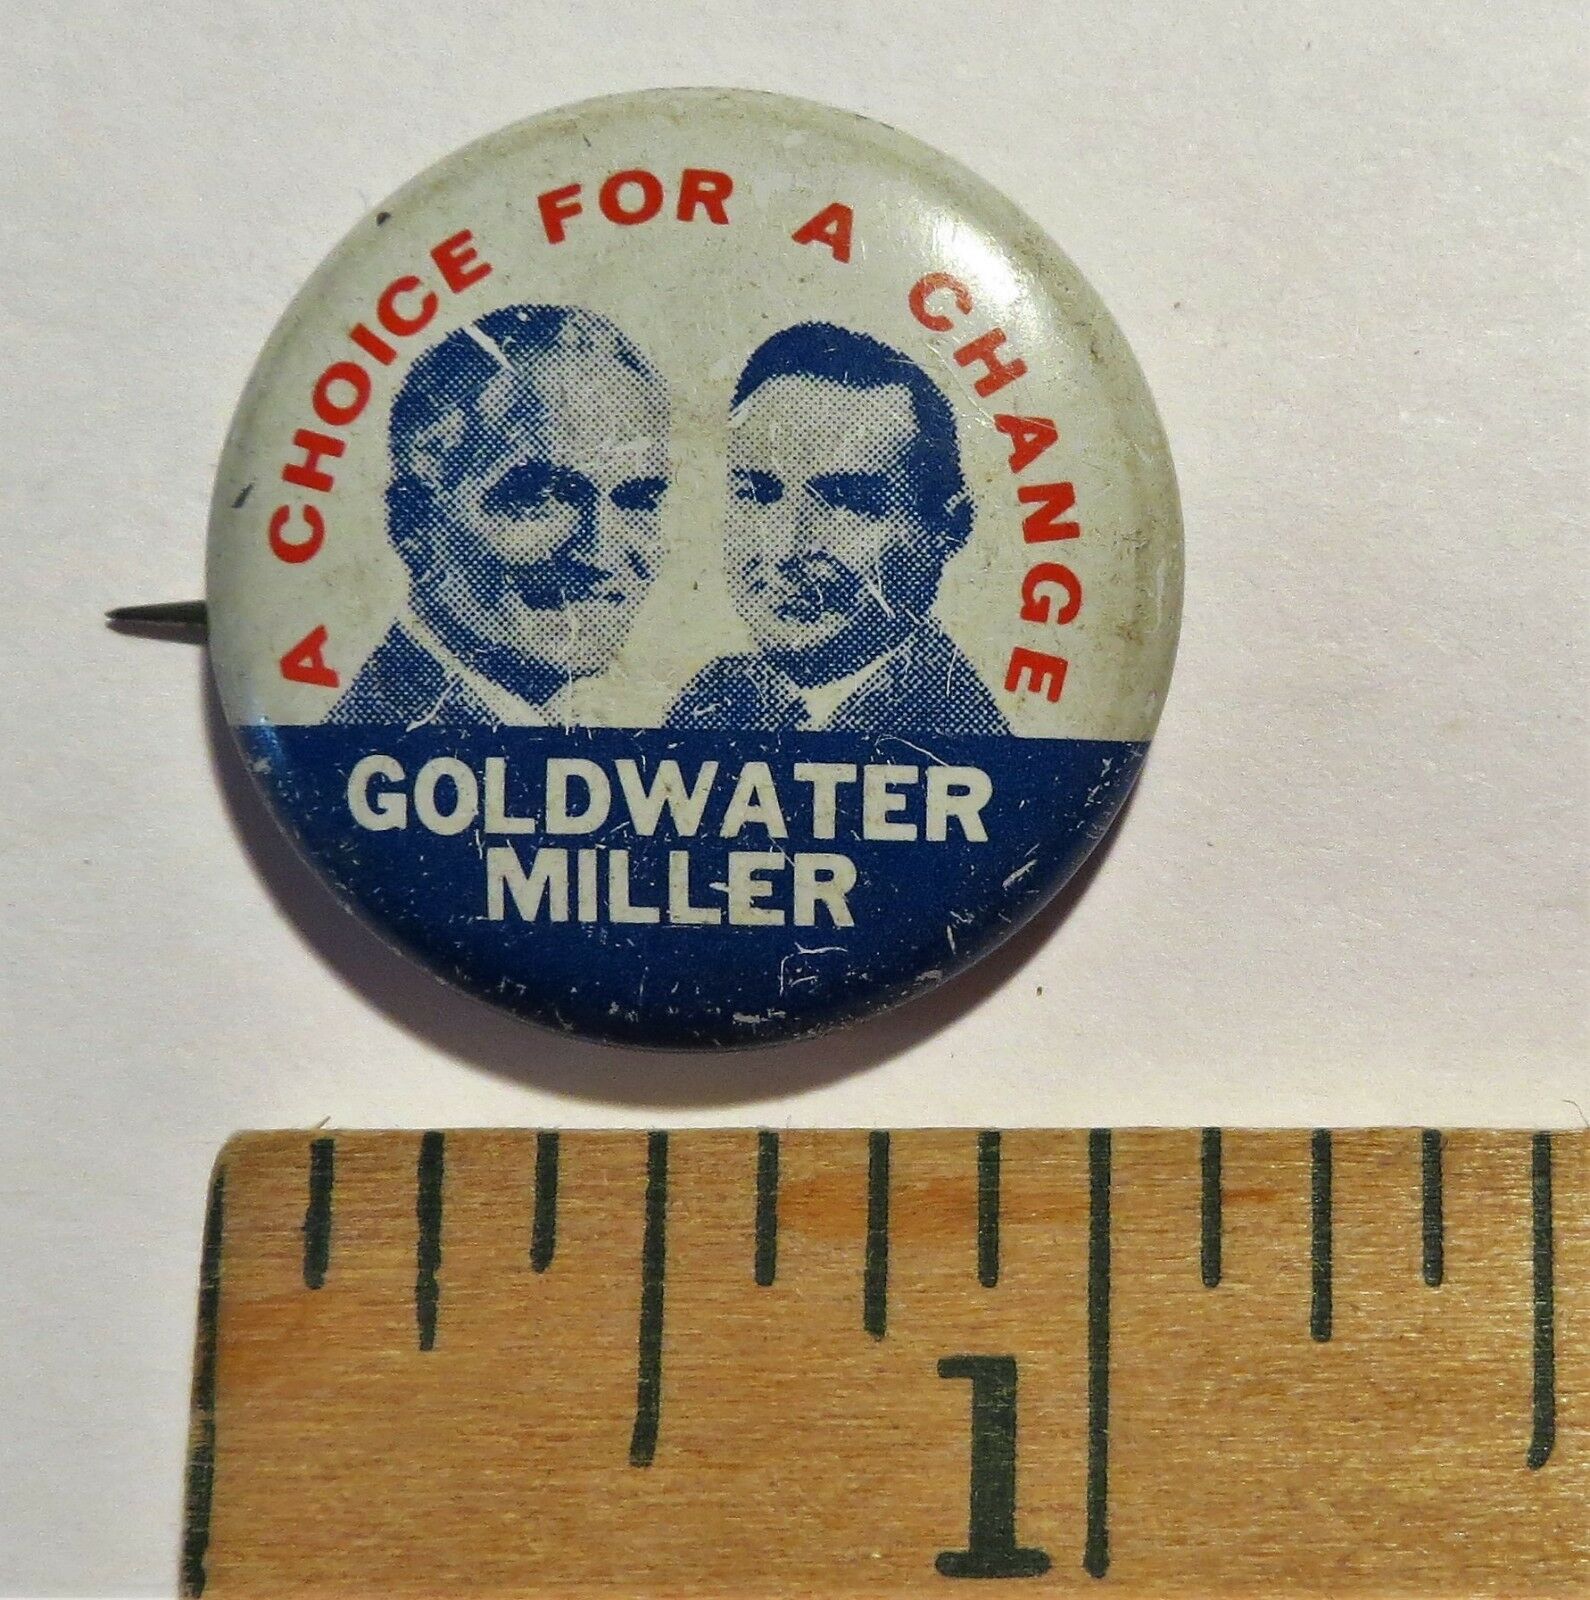 A CHOICE FOR A CHANGE
GOLDWATER
MILLER
1